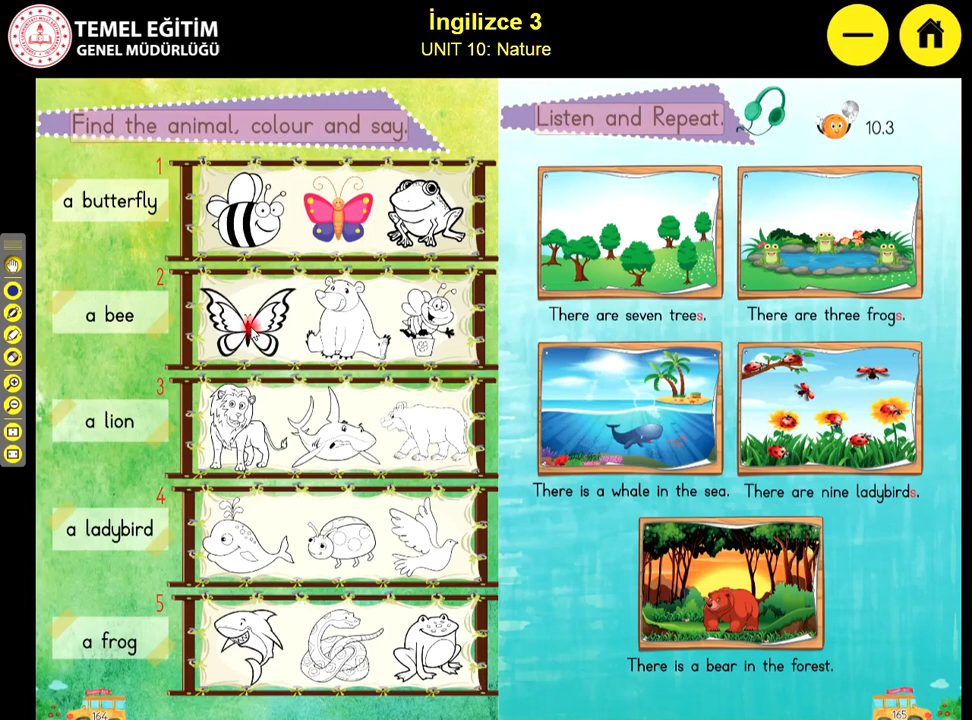 TEMEL EĞİTİM
GENEL MÜDÜRLÜĞÜ
İngilizce 3
UNIT 10: Nature
Find the animal, colour and say.
1
a butterfly
2
a bee
3
a lion
4
a ladybird
5
a frog
164
Listen and Repeat.
10.3
There are seven trees.
There are three frogs.
There is a whale in the sea.
There are nine ladybirds.
There is a bear in the forest.
165